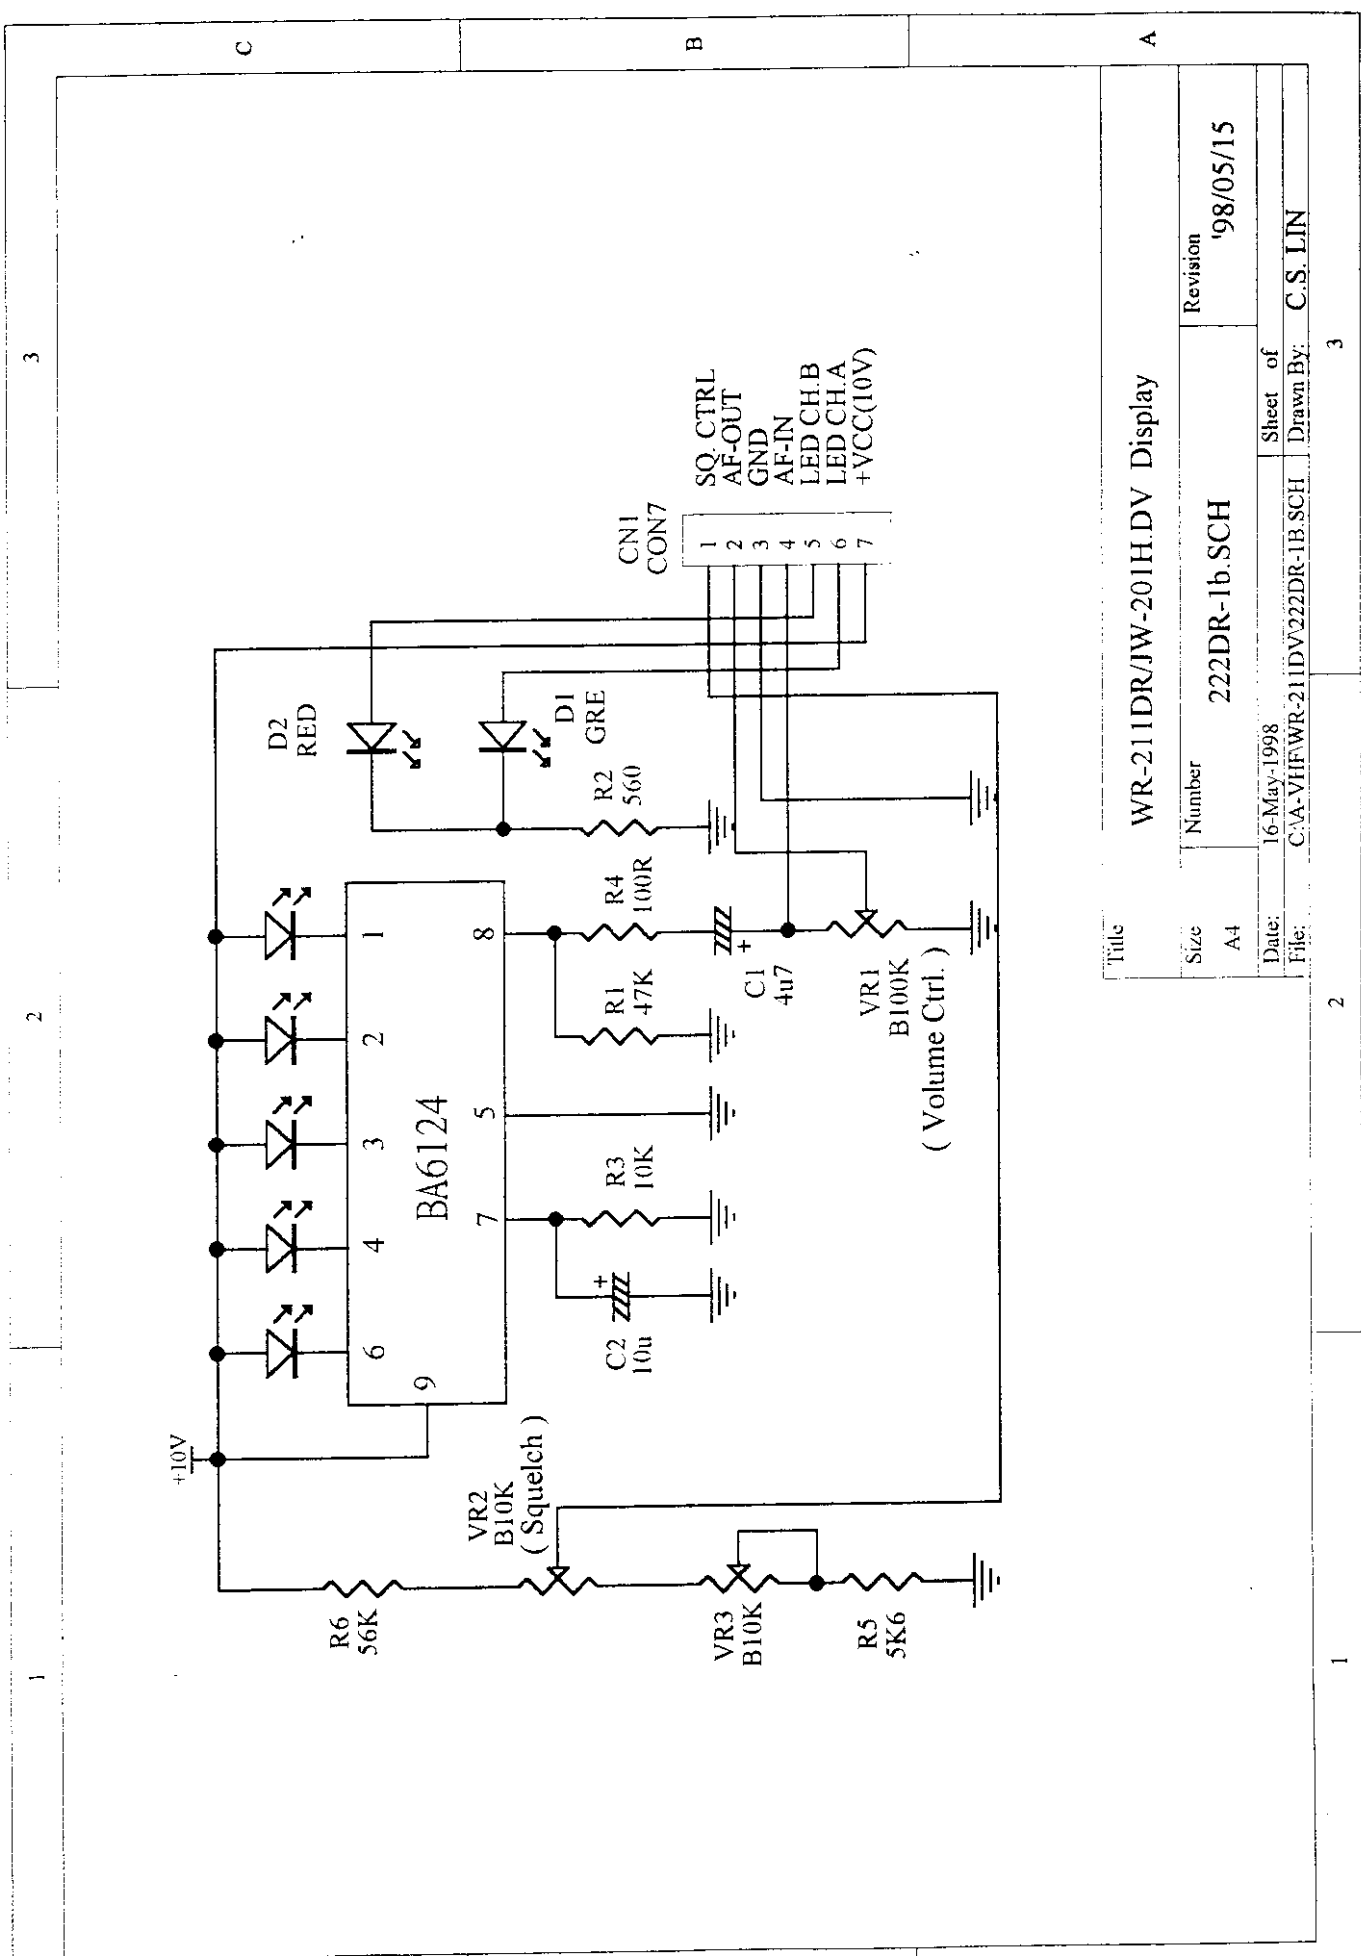 1
2
3
C
B
A
+10V
R6
56K
VR2
B10K
( Squelch )
VR3
B10K
R5
5K6
6
4
3
2
1
9
BA6124
7
5
8
C2
10u
R3
10K
R1
47K
R4
100R
C1
4u7
VR1
B100K
( Volume Ctrl. )
D2
RED
D1
GRE
R2
560
CN1
CON7
1
2
3
4
5
6
7
SQ. CTRL
AF-OUT
GND
AF-IN
LED CH.B
LED CH.A
+VCC(10V)
Title
WR-211DR/JW-201H.DV Display
Size
A4
Number
222DR-1b.SCH
Revision
'98/05/15
Date: 16-May-1998 Sheet of
File: C:\A-VHF\WR-211DV\222DR-1B.SCH Drawn By: C.S. LIN
1
2
3